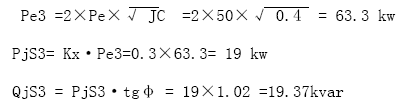 Pe3 =2×Pe×√JC =2×50×√0.4 = 63.3 kw
PjS3= Kx·Pe3=0.3×63.3= 19 kw
QjS3 = PjS3·tgφ = 19×1.02 =19.37kvar